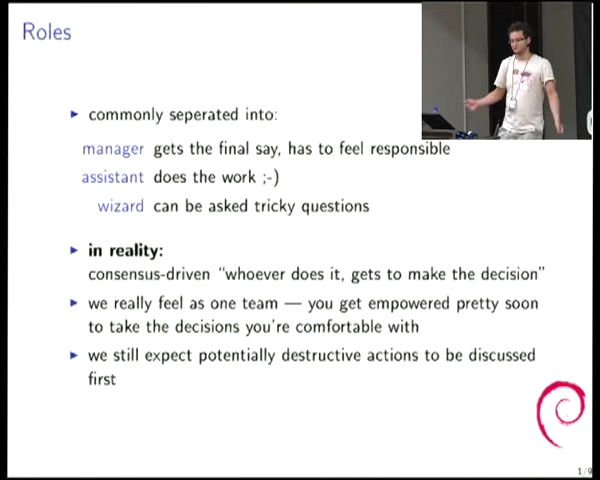 Roles
▶ commonly seperated into:
manager gets the final say, has to feel responsible
assistant does the work ;-)
wizard can be asked tricky questions
▶ in reality:
consensus-driven “whoever does it, gets to make the decision”
▶ we really feel as one team — you get empowered pretty soon
to take the decisions you're comfortable with
▶ we still expect potentially destructive actions to be discussed
first
1/9